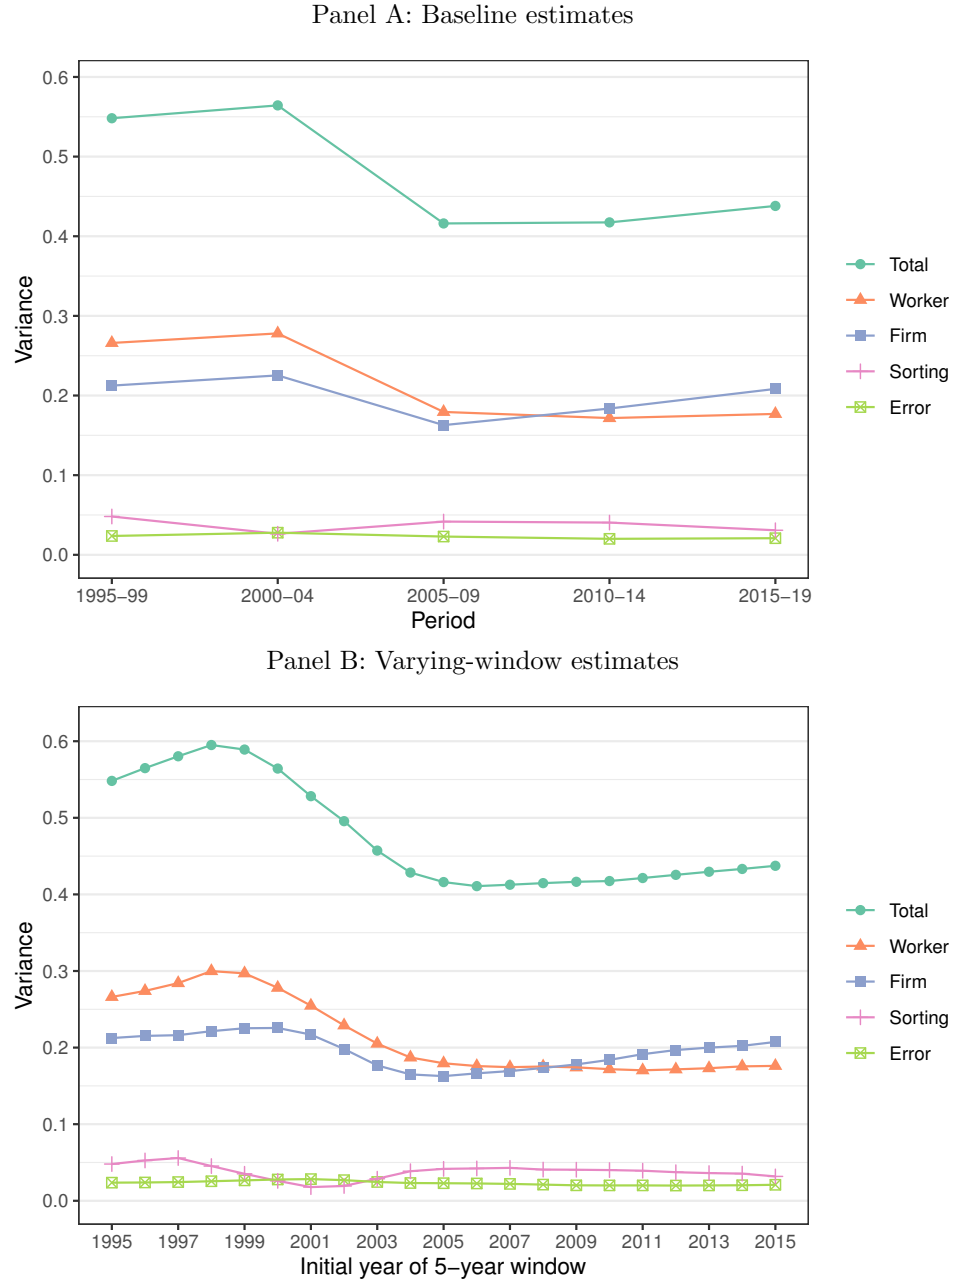 Panel A: Baseline estimates
0.6
0.5
0.4
0.3
0.2
0.1
0.0
Variance
1995−99 2000−04 2005−09 2010−14 2015−19
Period
Total
Worker
Firm
Sorting
Error
Panel B: Varying-window estimates
0.6
0.5
0.4
0.3
0.2
0.1
0.0
Variance
1995 1997 1999 2001 2003 2005 2007 2009 2011 2013 2015
Initial year of 5−year window
Total
Worker
Firm
Sorting
Error